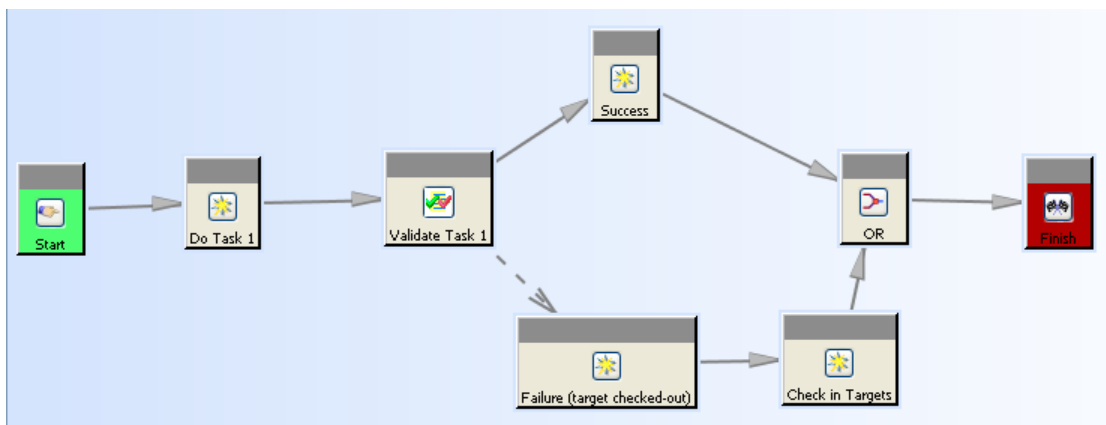 Start
Do Task 1
Validate Task 1
Success
Failure (target checked-out)
Check in Targets
OR
Finish